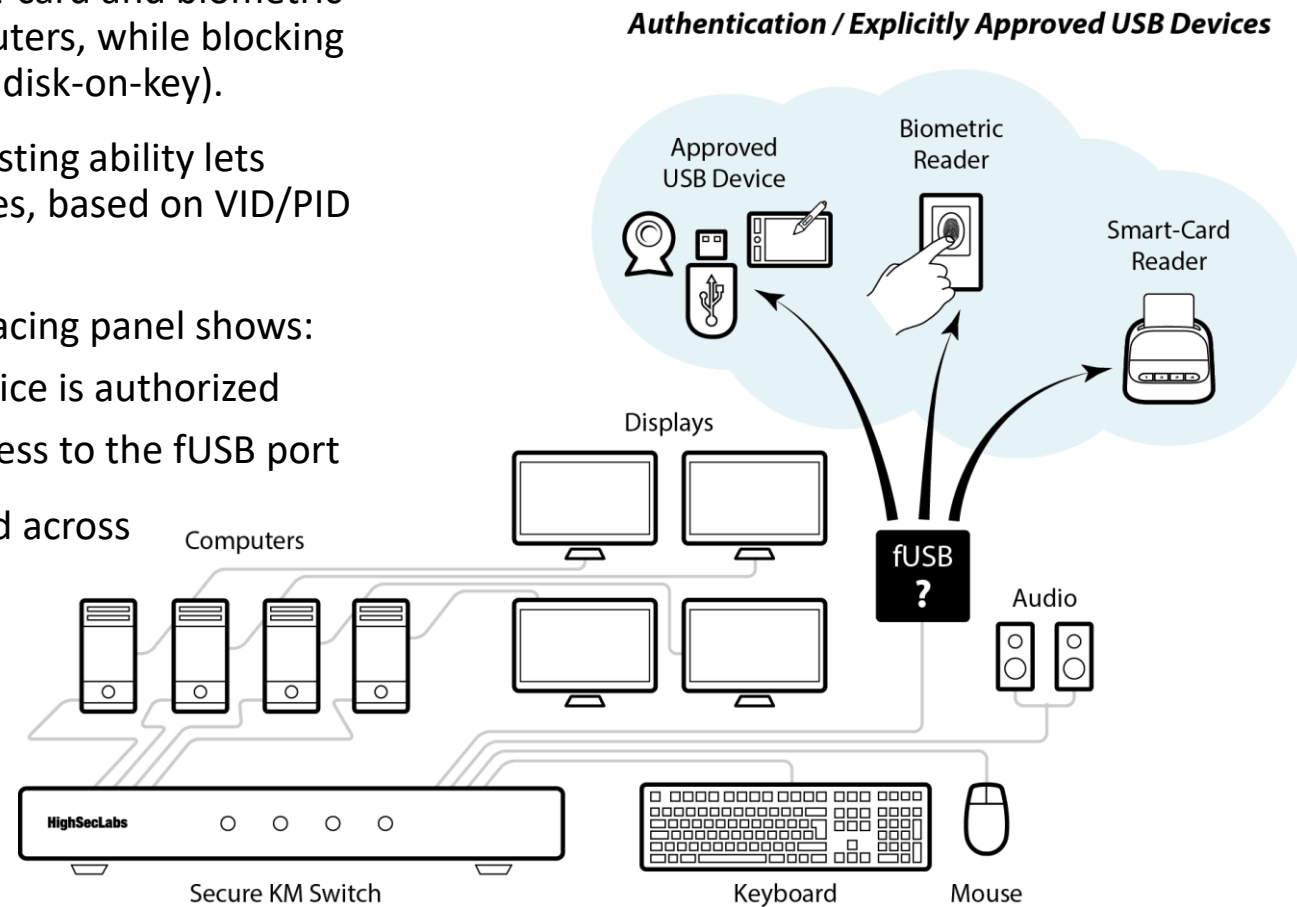 card and biometric
uters, while blocking
disk-on-key).
sting ability lets
es, based on VID/PID
acing panel shows:
ice is authorized
ess to the fUSB port
d across
Authentication / Explicitly Approved USB Devices
Approved
USB Device
Biometric
Reader
Smart-Card
Reader
Displays
Computers
fUSB
?
Audio
HighSecLabs
Secure KM Switch
Keyboard
Mouse